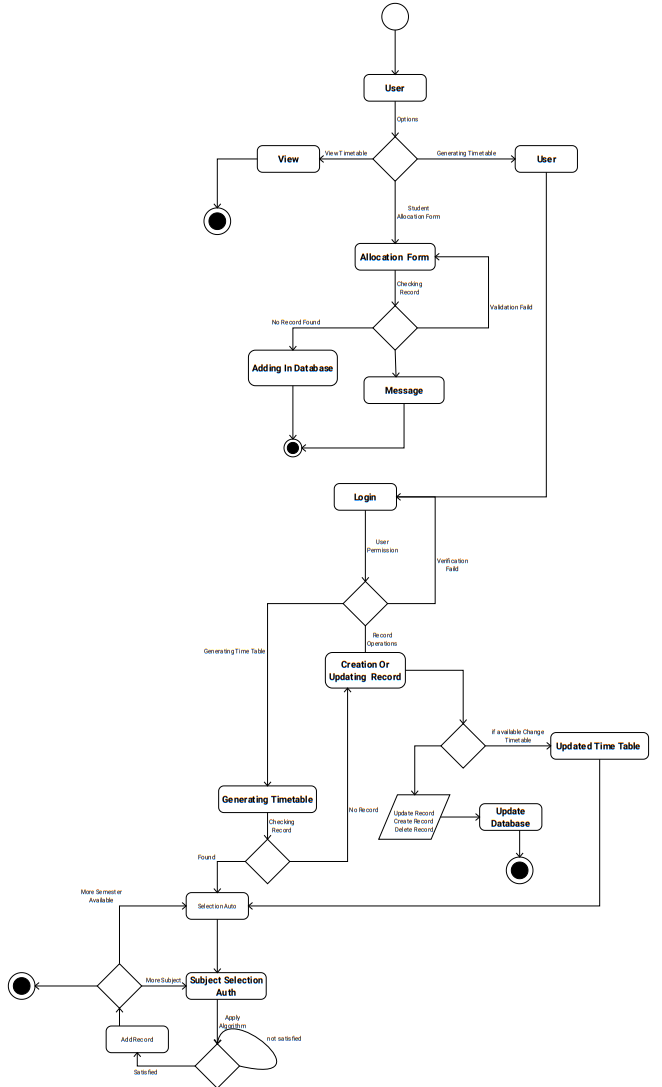 User
Options
View
View Timetable
Generating Timetable
User
Student
Allocation Form
Allocation Form
Checking
Record
Validation Faild
No Record Found
Adding In Database
Message
Login
User
Permission
Verification
Faild
Record
Operations
Generating Time Table
Creation Or
Updating Record
if available Change
Timetable
Updated Time Table
Generating Timetable
No Record
Update Record
Create Record
Delete Record
Update
Database
Checking
Record
Found
More Semester
Available
Selection Auto
More Subject
Subject Selection
Auth
Apply
Algorithm
Add Record
not satisfied
Satisfied